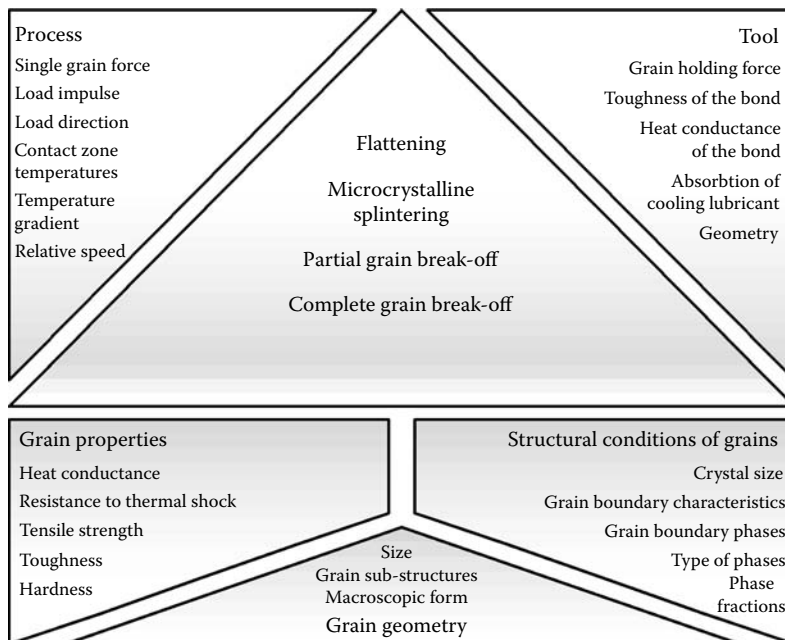 Process
Single grain force
Load impulse
Load direction
Contact zone
temperatures
Temperature
gradient
Relative speed
Flattening
Microcrystalline
splintering
Partial grain break-off
Complete grain break-off
Tool
Grain holding force
Toughness of the bond
Heat conductance
of the bond
Absorbtion of
cooling lubricant
Geometry
Grain properties
Heat conductance
Resistance to thermal shock
Tensile strength
Toughness
Hardness
Size
Grain sub-structures
Macroscopic form
Grain geometry
Structural conditions of grains
Crystal size
Grain boundary characteristics
Grain boundary phases
Type of phases
Phase
fractions